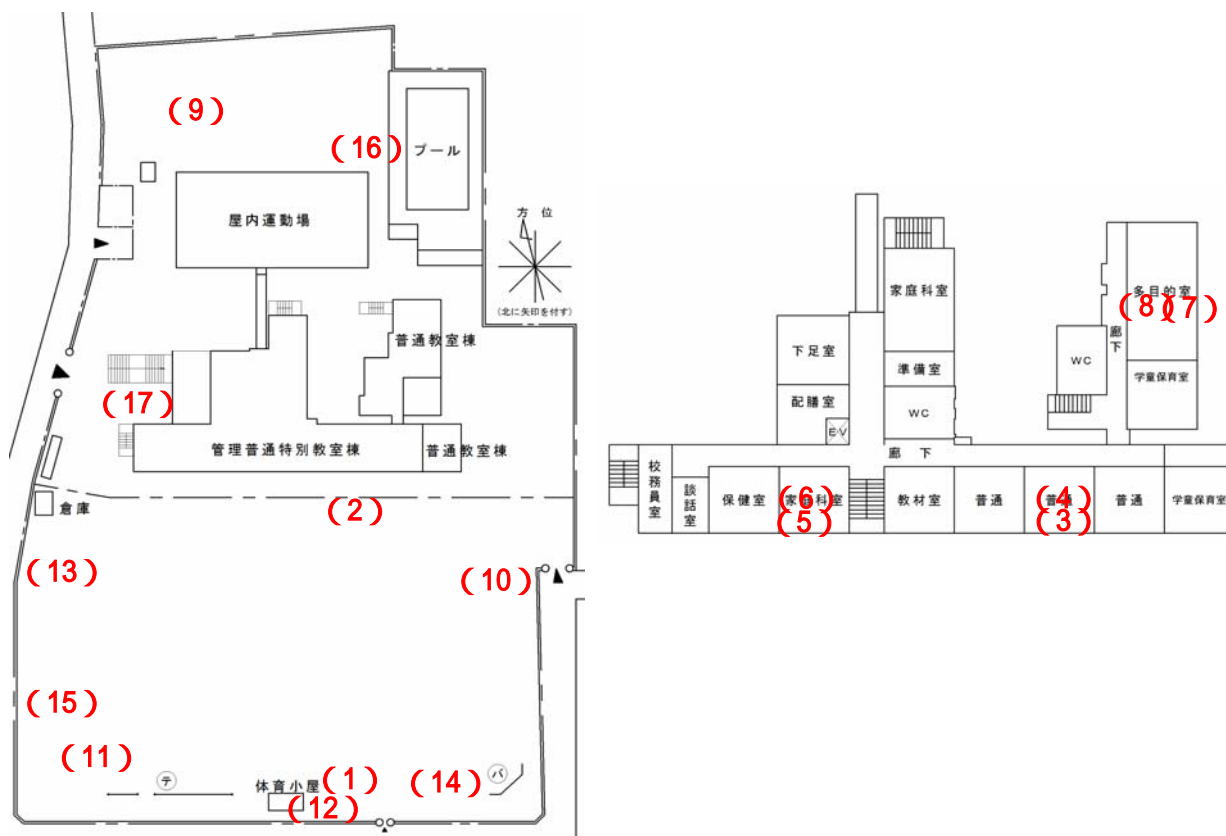 （9）
（16）
プール
屋内運動場
方 位
(北に矢印を付す)
普通教室棟
（17）
管理普通特別教室棟
普通教室棟
倉庫
（2）
（13）
（10）
（15）
（11）
テ
体育小屋
（1）
（12）
（14）
バ
家庭科室
多目的室
（8）
（7）
下足室
廊下
WC
準備室
学童保育室
配膳室
WC
EV
廊 下
校務員室
談話室
保健室
家庭科室
（6）
（5）
教材室
普通
普通
（4）
（3）
普通
学童保育室